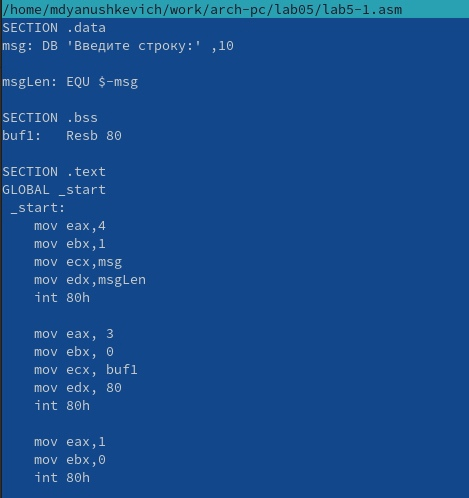 /home/mdyanushkevich/work/arch-pc/lab05/lab5-1.asm
SECTION .data
msg: DB 'Введите строку:' ,10
msgLen: EQU $-msg
SECTION .bss
buf1:   Resb 80
SECTION .text
GLOBAL _start
 _start:
    mov eax,4
    mov ebx,1
    mov ecx,msg
    mov edx,msgLen
    int 80h
    mov eax, 3
    mov ebx, 0
    mov ecx, buf1
    mov edx, 80
    int 80h
    mov eax,1
    mov ebx,0
    int 80h